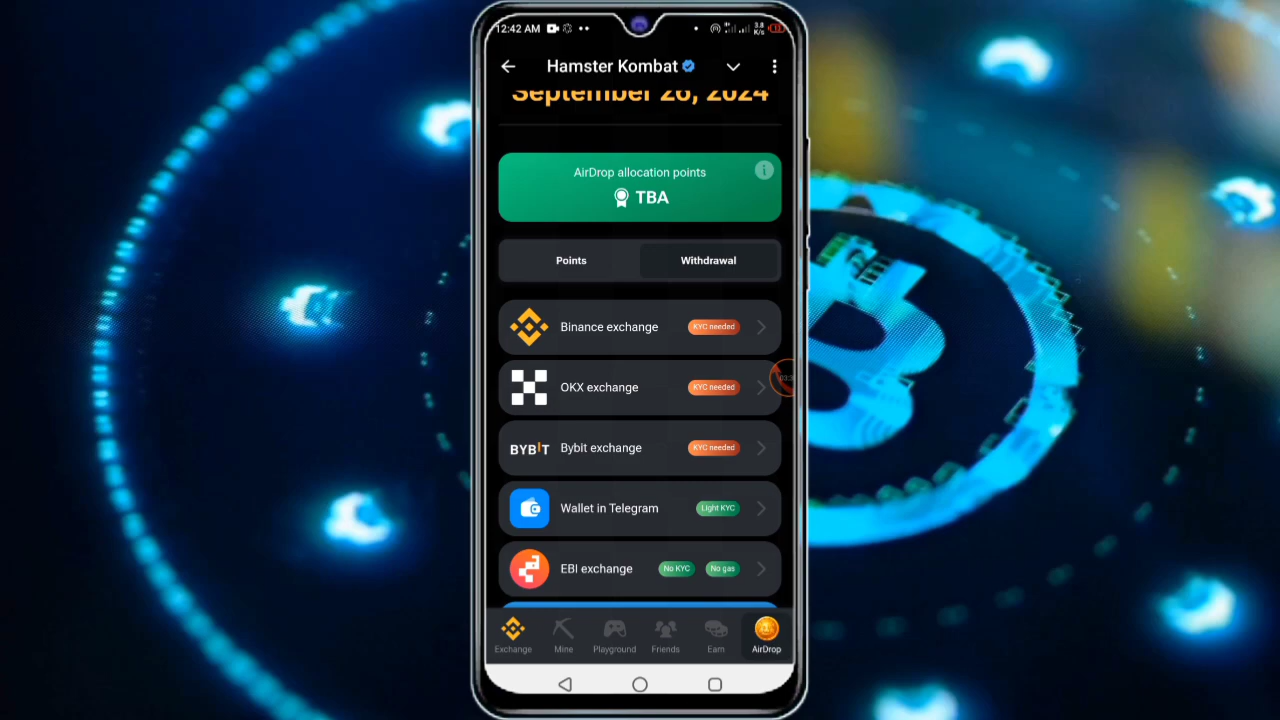 12:42 AM
3.8
K/s
Hamster Kombat
September 26, 2024
AirDrop allocation points
TBA
Points
Withdrawal
Binance exchange
KYC needed
OKX exchange
KYC needed
BYBIT
Bybit exchange
KYC needed
Wallet in Telegram
Light KYC
EBI exchange
No KYC
No gas
Exchange
Mine
Playground
Friends
Earn
AirDrop